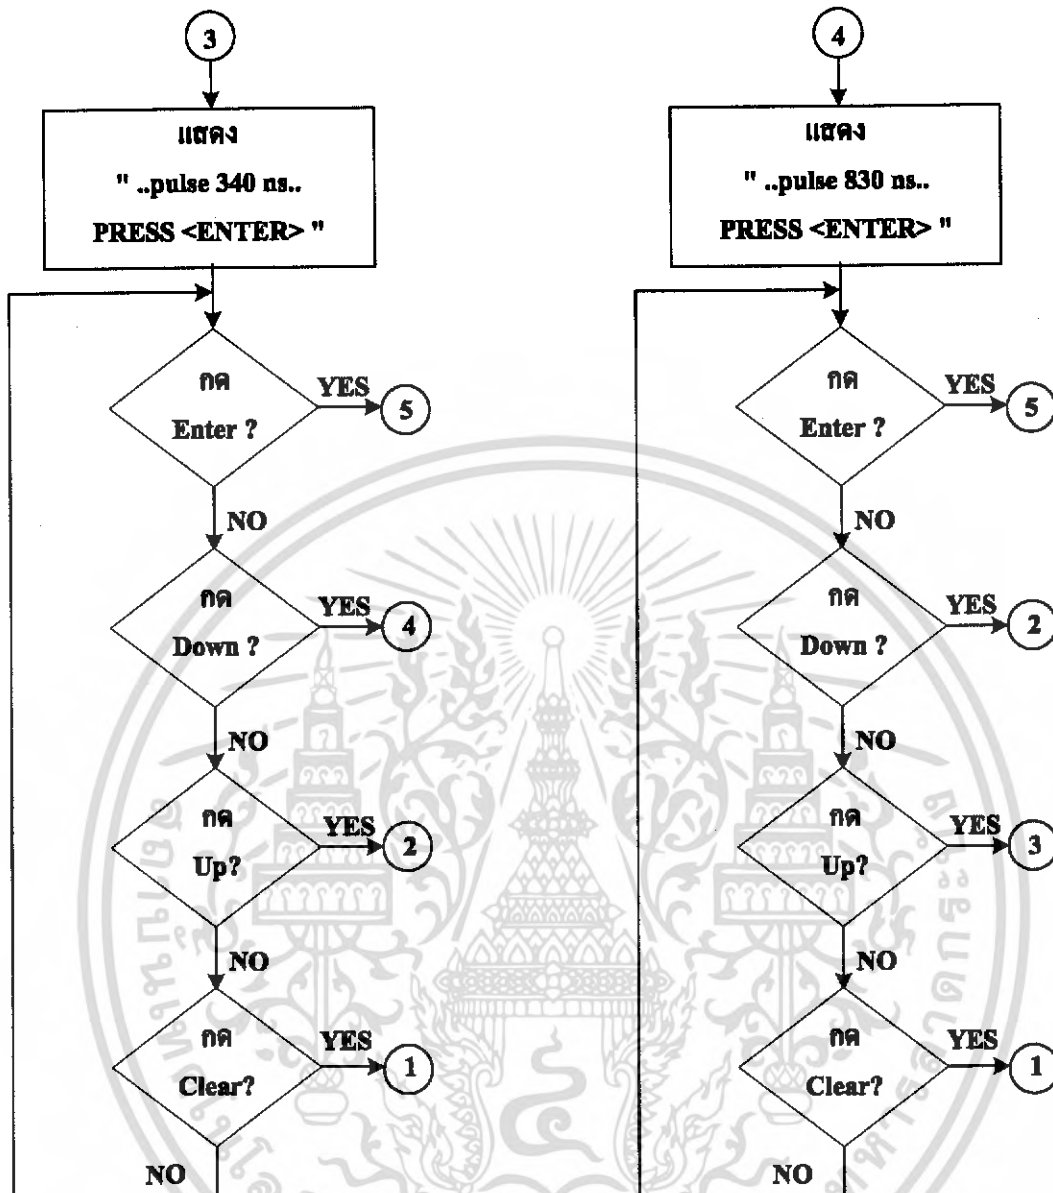 3
แสดง
" ..pulse 340 ns..
PRESS <ENTER> "
กด
Enter ?
YES
5
NO
กด
Down ?
YES
4
NO
กด
Up?
YES
2
NO
กด
Clear?
YES
1
NO
4
แสดง
" ..pulse 830 ns..
PRESS <ENTER> "
กด
Enter ?
YES
5
NO
กด
Down ?
YES
2
NO
กด
Up?
YES
3
NO
กด
Clear?
YES
1
NO